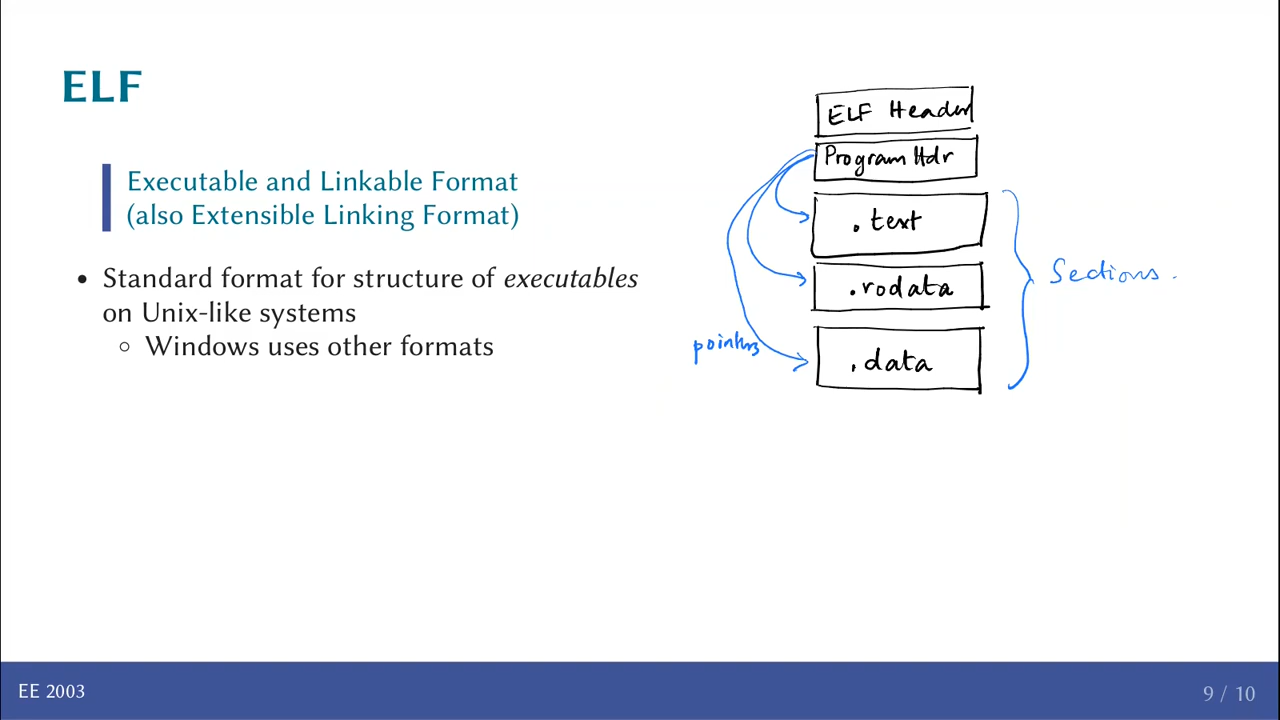 ELF
Executable and Linkable Format
(also Extensible Linking Format)
• Standard format for structure of executables
on Unix-like systems
○ Windows uses other formats
ELF Header
Program Hdr
.text
.rodata
.data
pointers
Sections.
EE 2003
9 / 10